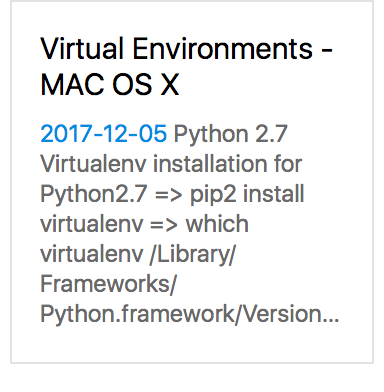 Virtual Environments -
MAC OS X
2017-12-05 Python 2.7
Virtualenv installation for
Python2.7 => pip2 install
virtualenv => which
virtualenv /Library/
Frameworks/
Python.framework/Version...